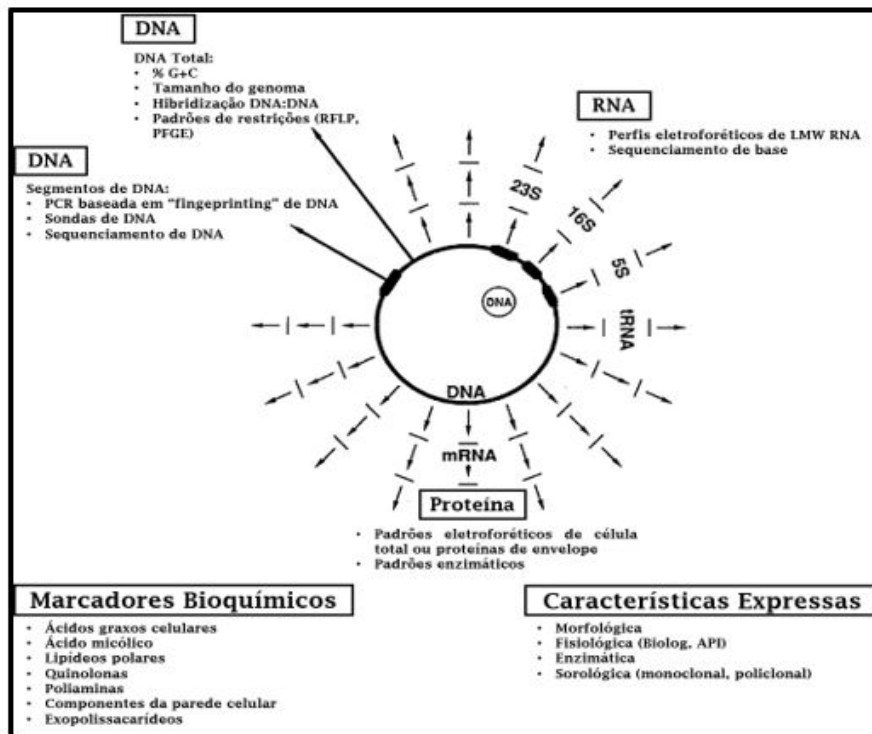 DNA
DNA Total:
• % G+C
• Tamanho do genoma
• Hibridização DNA:DNA
• Padrões de restrições (RFLP,
PFGE)
DNA
Segmentos de DNA:
• PCR baseada em "fingeprinting" de DNA
• Sondas de DNA
• Sequenciamento de DNA
RNA
• Perfis eletroforéticos de LMW RNA
• Sequenciamento de base
23S
16S
5S
tRNA
DNA
DNA
mRNA
Proteína
• Padrões eletroforéticos de célula
total ou proteínas de envelope
• Padrões enzimáticos
Marcadores Bioquímicos
• Ácidos graxos celulares
• Ácido micólico
• Lipídeos polares
• Quinolonas
• Poliaminas
• Componentes da parede celular
• Exopolissacarídeos
Características Expressas
• Morfológica
• Fisiológica (Biolog, API)
• Enzimática
• Sorológica (monoclonal, policlonal)